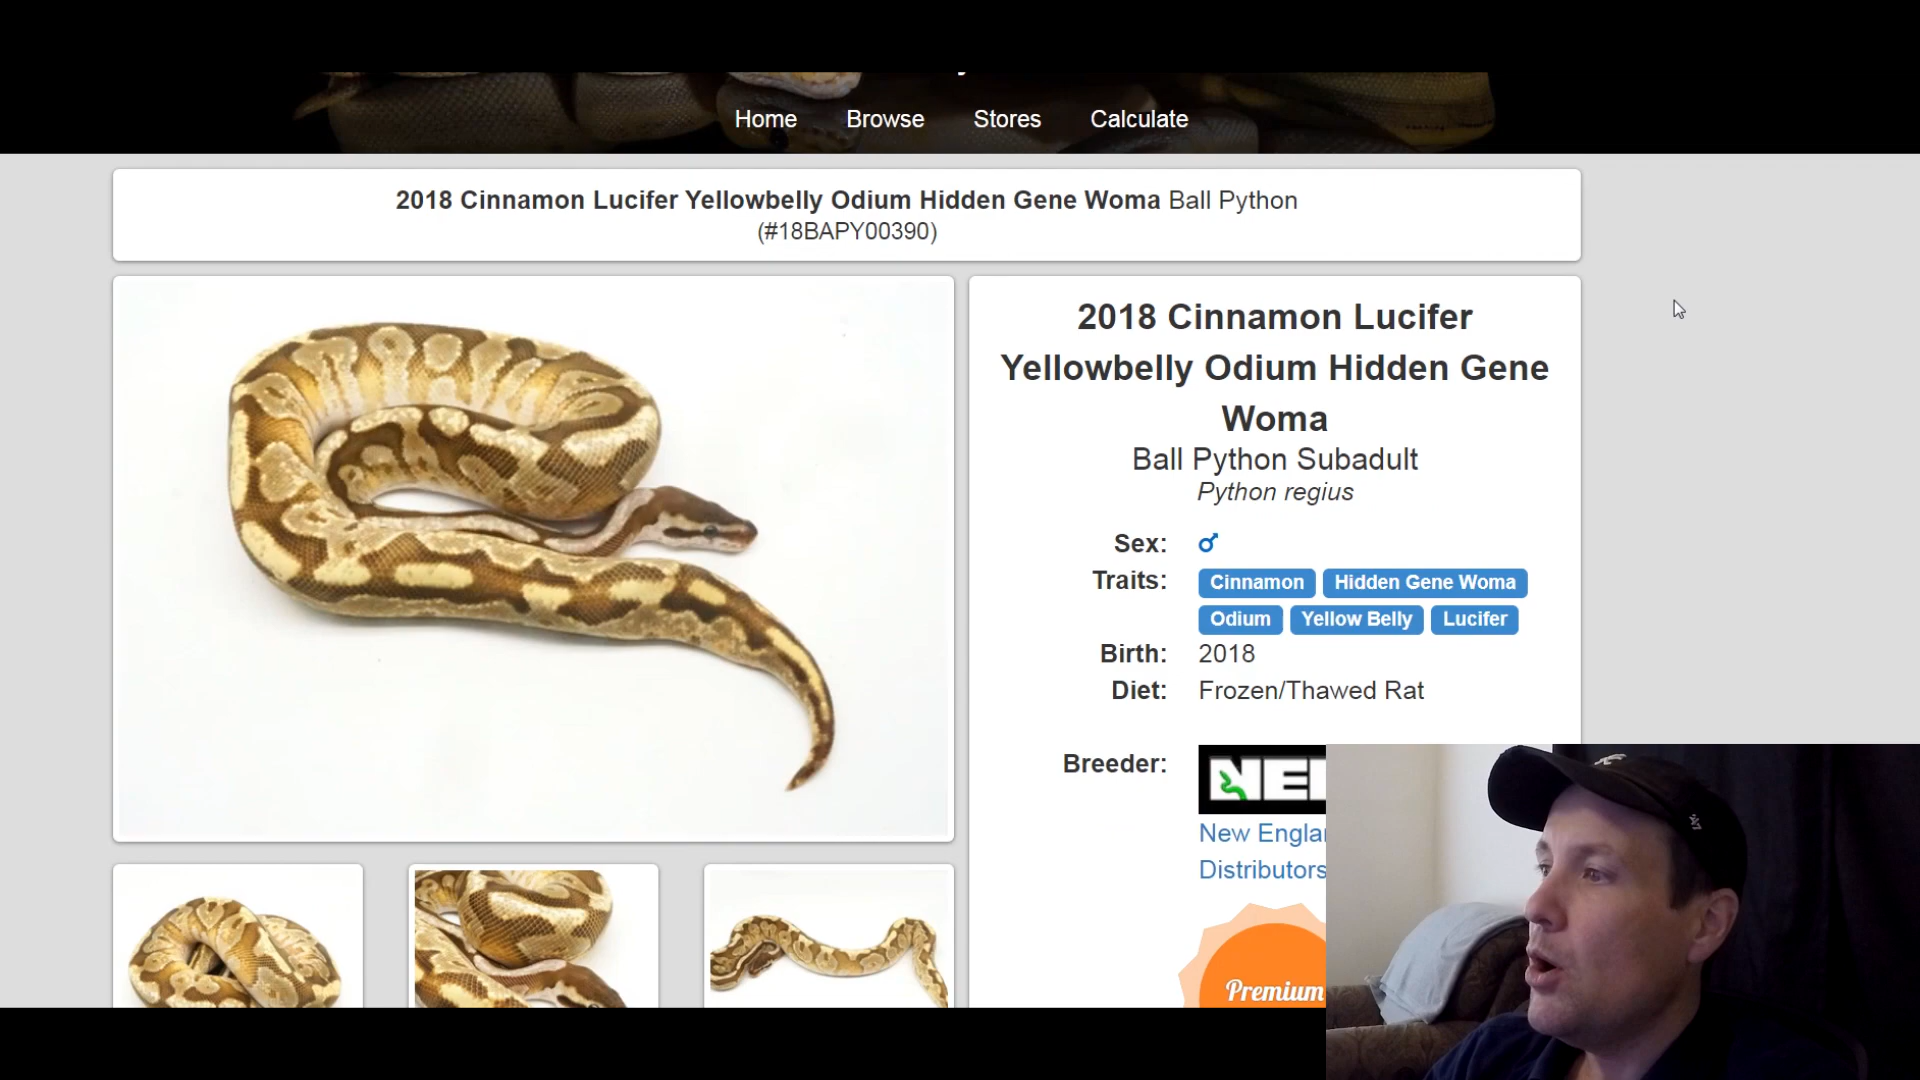 Home Browse Stores Calculate
2018 Cinnamon Lucifer Yellowbelly Odium Hidden Gene Woma Ball Python
(#18BAPY00390)
2018 Cinnamon Lucifer
Yellowbelly Odium Hidden Gene
Woma
Ball Python Subadult
Python regius
Sex: ♂
Traits: Cinnamon Hidden Gene Woma
Odium Yellow Belly Lucifer
Birth: 2018
Diet: Frozen/Thawed Rat
Breeder:
New
Distributors
Premium